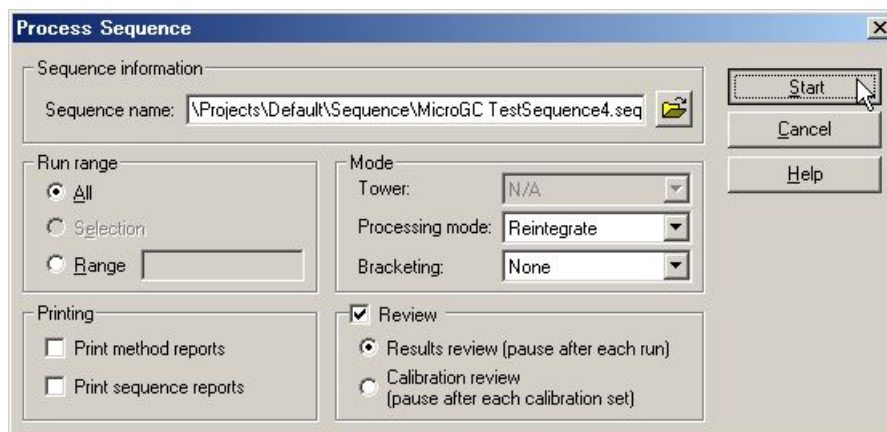 Process Sequence
Sequence information
Sequence name: \Projects\Default\Sequence\MicroGC TestSequence4.seq
Start
Cancel
Help
Run range
All
Selection
Range
Mode
Tower: N/A
Processing mode: Reintegrate
Bracketing: None
Printing
Print method reports
Print sequence reports
Review
Results review (pause after each run)
Calibration review
(pause after each calibration set)